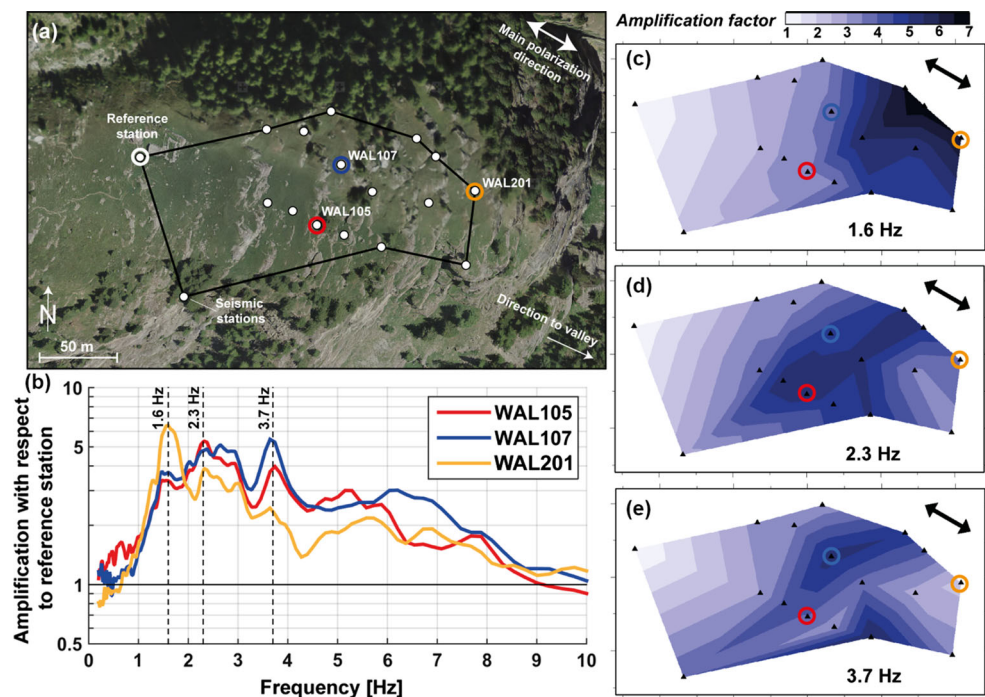 (a)
Main polarization
direction
Reference
station
WAL107
WAL201
WAL105
Seismic
stations
N
50 m
Direction to valley
(b)
Amplification with respect
to reference station
10
5
2
1
0.5
1.6 Hz
2.3 Hz
3.7 Hz
WAL105
WAL107
WAL201
0 1 2 3 4 5 6 7 8 9 10
Frequency [Hz]
Amplification factor
1 2 3 4 5 6 7
(c)
1.6 Hz
(d)
2.3 Hz
(e)
3.7 Hz